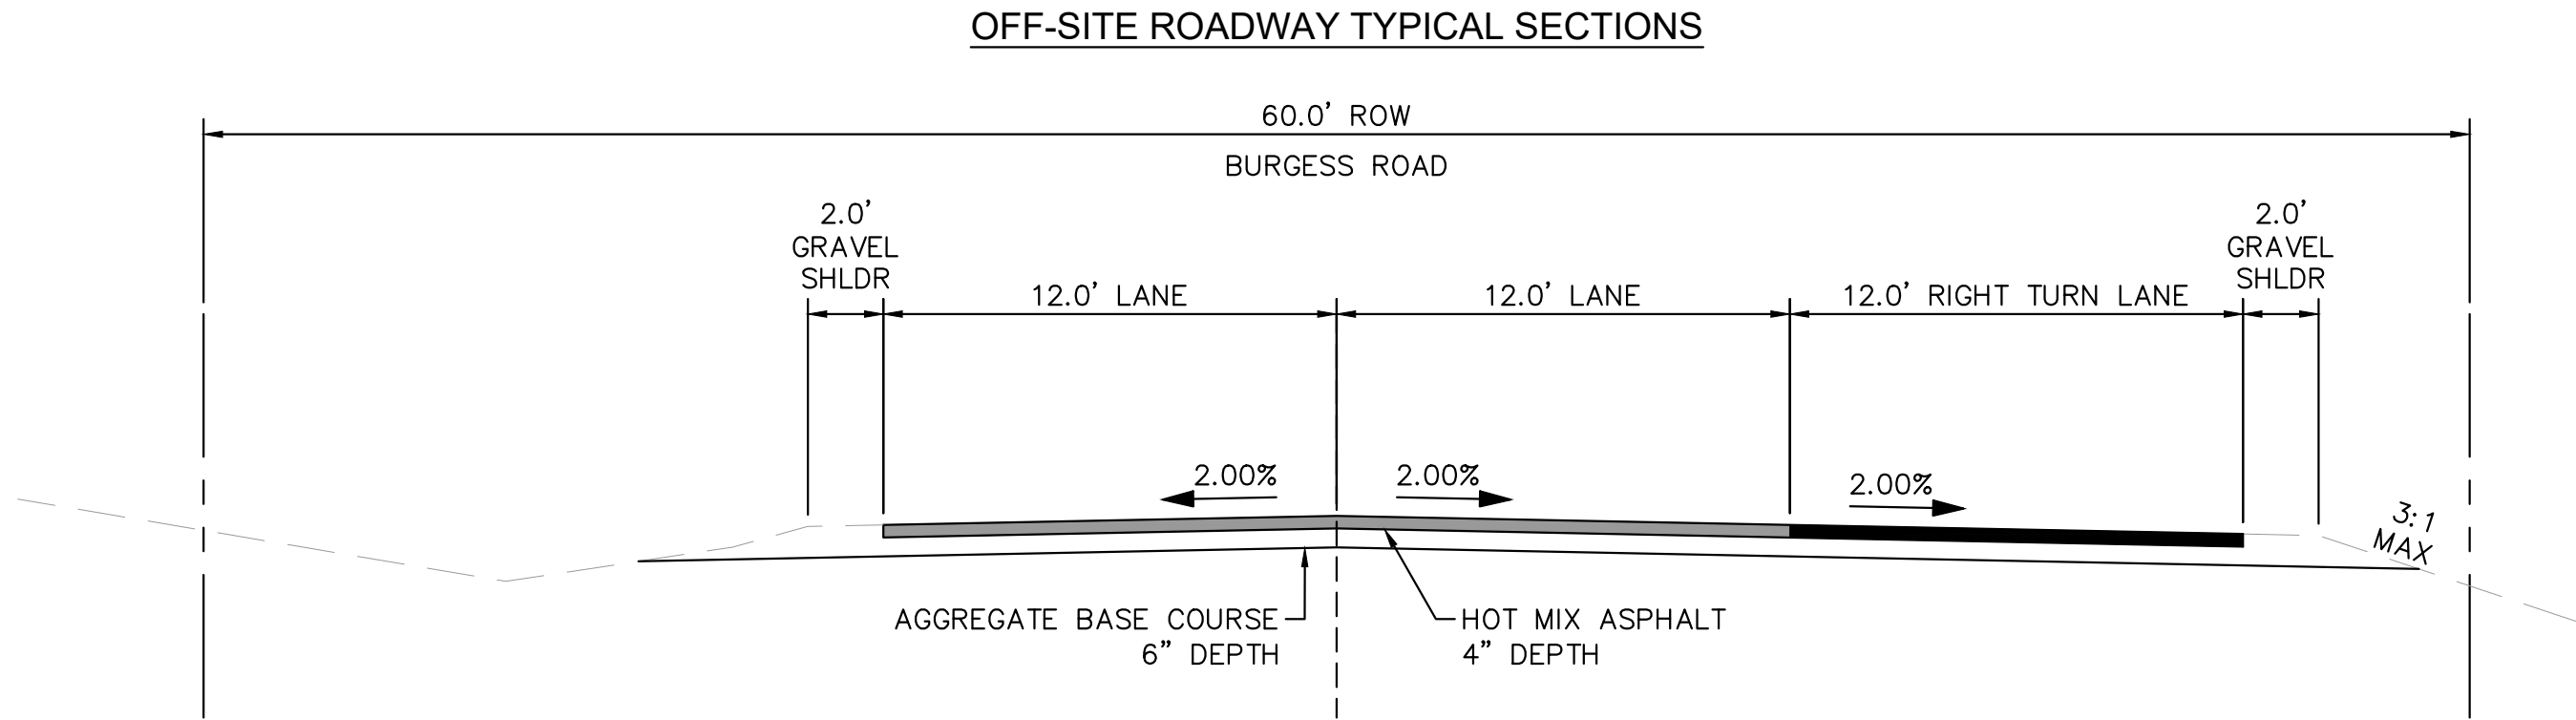 OFF-SITE ROADWAY TYPICAL SECTIONS
60.0' ROW
BURGESS ROAD
2.0'
GRAVEL
SHLDR
2.0'
GRAVEL
SHLDR
12.0' LANE
12.0' LANE
12.0' RIGHT TURN LANE
2.00%
2.00%
2.00%
3:1
MAX
AGGREGATE BASE COURSE
6" DEPTH
HOT MIX ASPHALT
4" DEPTH